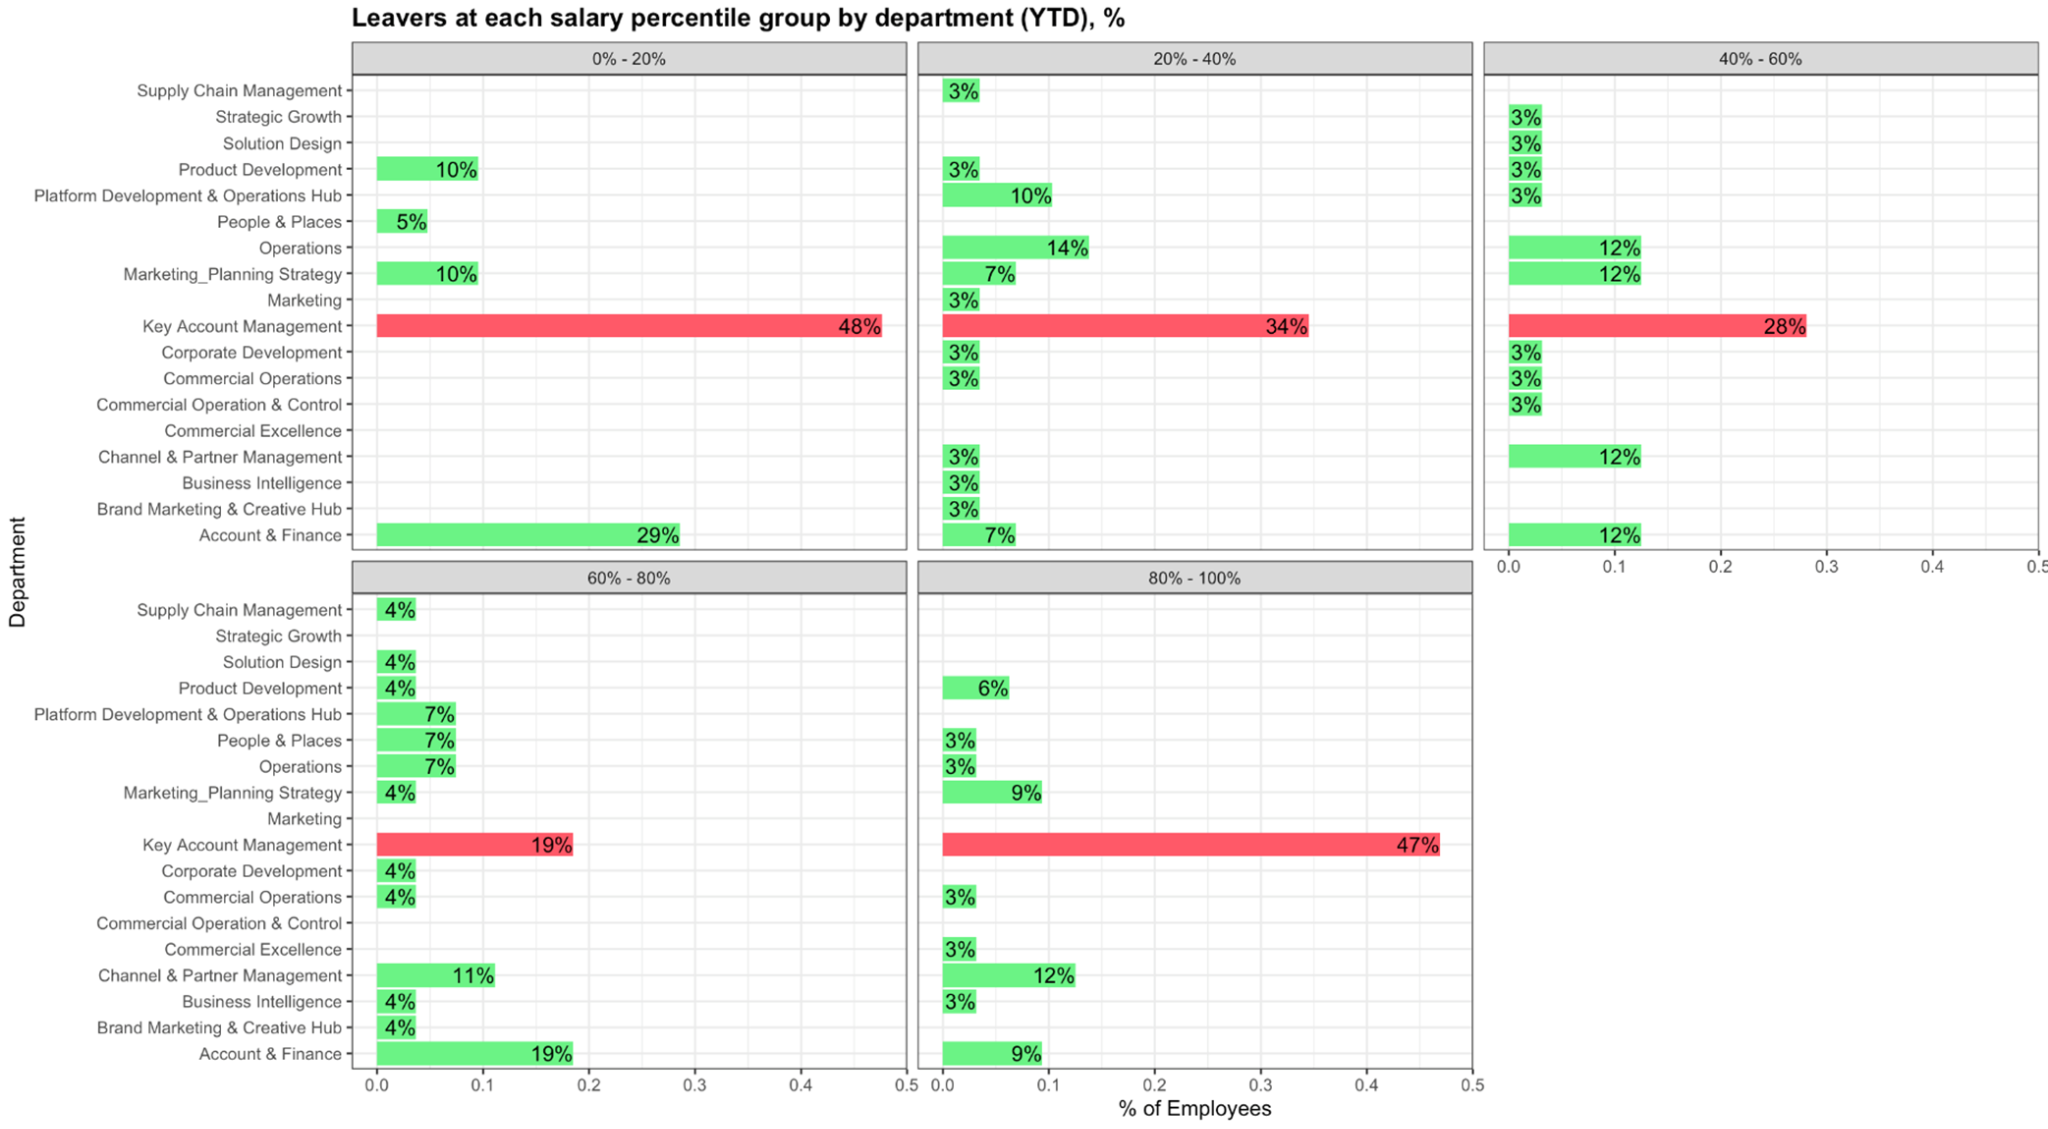 Leavers at each salary percentile group by department (YTD), %
0% - 20%
20% - 40%
40% - 60%
Supply Chain Management 3%
Strategic Growth 3%
Solution Design 3%
Product Development 10% 3% 3%
Platform Development & Operations Hub 10% 3%
People & Places 5%
Operations 14% 12%
Marketing_Planning Strategy 10% 7% 12%
Marketing 3%
Key Account Management 48% 34% 28%
Corporate Development 3% 3%
Commercial Operations 3% 3%
Commercial Operation & Control 3%
Commercial Excellence
Channel & Partner Management 3% 12%
Business Intelligence 3%
Brand Marketing & Creative Hub 3%
Account & Finance 29% 7% 12%
0.0 0.1 0.2 0.3 0.4 0.5
Department
60% - 80%
80% - 100%
Supply Chain Management 4%
Strategic Growth
Solution Design 4%
Product Development 4% 6%
Platform Development & Operations Hub 7%
People & Places 7% 3%
Operations 7% 3%
Marketing_Planning Strategy 4% 9%
Marketing
Key Account Management 19% 47%
Corporate Development 4%
Commercial Operations 4% 3%
Commercial Operation & Control
Commercial Excellence 3%
Channel & Partner Management 11% 12%
Business Intelligence 4% 3%
Brand Marketing & Creative Hub 4%
Account & Finance 19% 9%
0.0 0.1 0.2 0.3 0.4 0.5 0.0 0.1 0.2 0.3 0.4 0.5
% of Employees